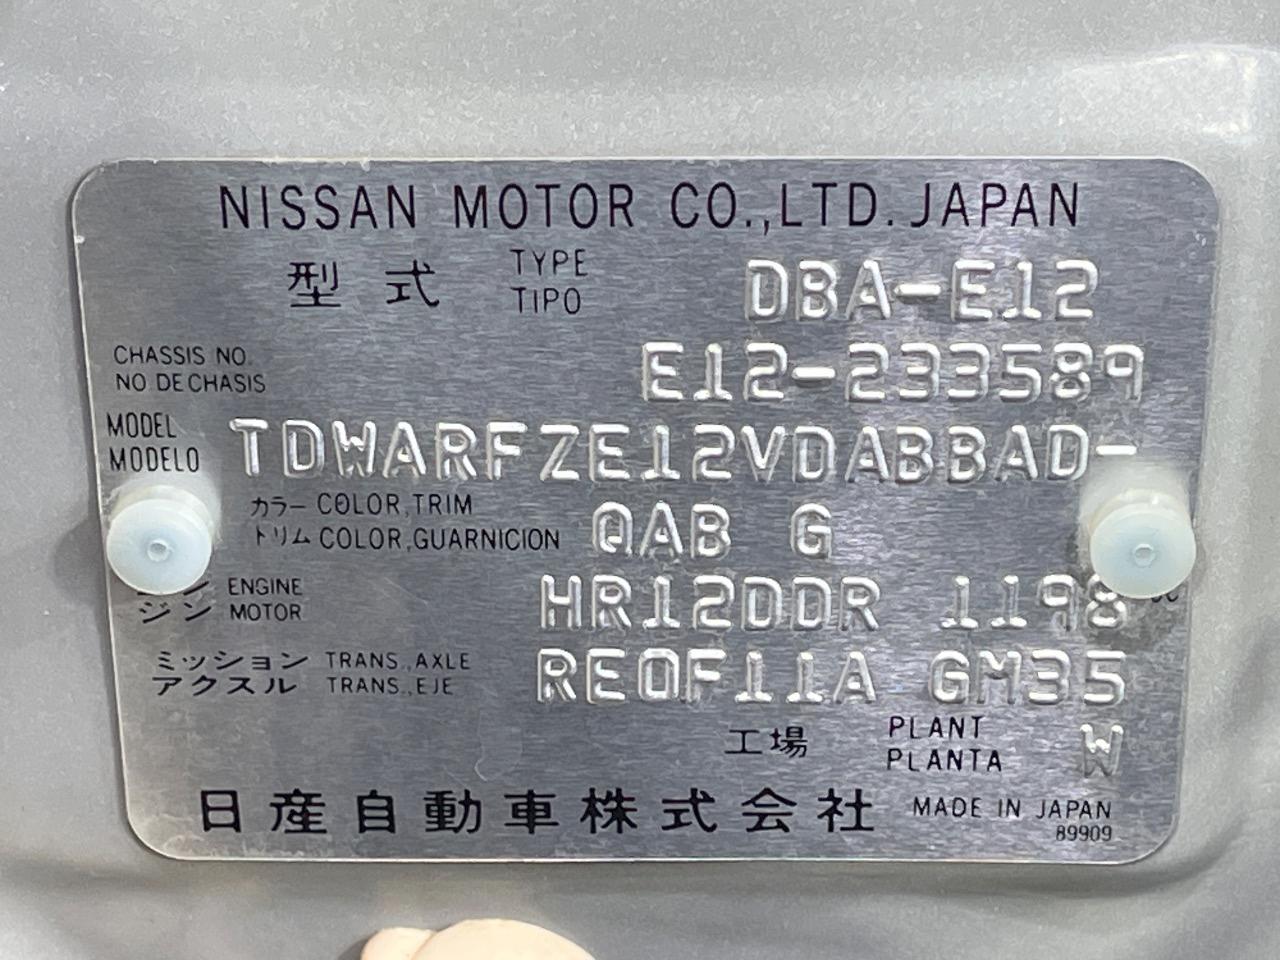 NISSAN MOTOR CO.,LTD. JAPAN
型式 TYPE DBA-E12
TIPO
CHASSIS NO. E12-233589
NO DE CHASIS
MODEL TDWARFZE12VDABBAD-
MODELO
カラー COLOR,TRIM QAB G
トリム COLOR,GUARNICION
ENGINE HR12DDR 1198
ジン MOTOR
ミッション TRANS.,AXLE RE0F11A GM35
アクスル TRANS.,EJE
工場 PLANT W
PLANTA
日産自動車株式会社 MADE IN JAPAN
89909